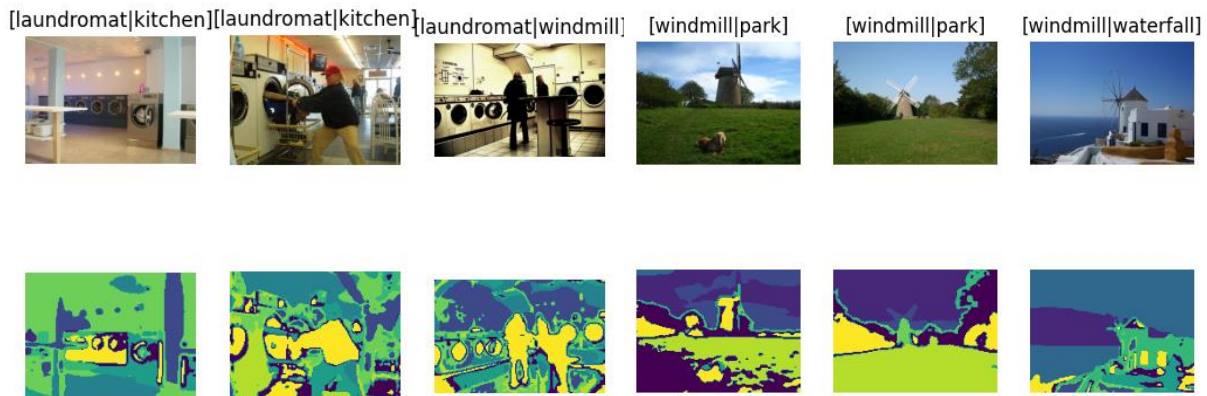 [laundromat|kitchen]
[laundromat|kitchen]
[laundromat|windmill]
[windmill|park]
[windmill|park]
[windmill|waterfall]